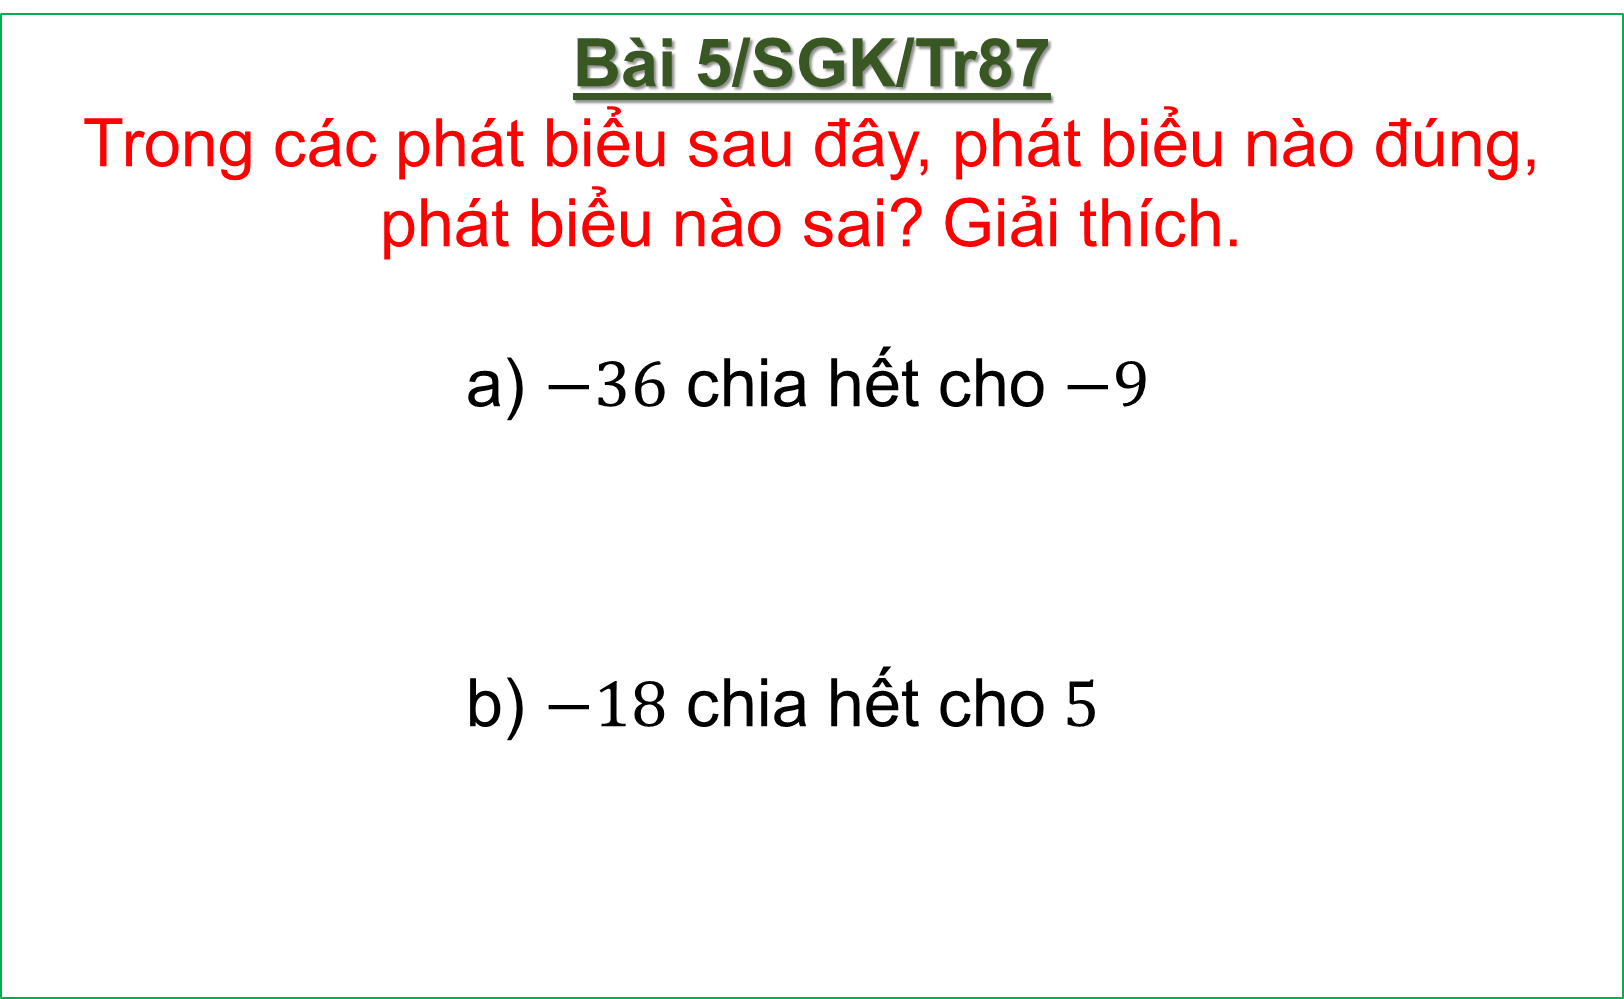 Bài 5/SGK/Tr87
Trong các phát biểu sau đây, phát biểu nào đúng,
phát biểu nào sai? Giải thích.
a) −36 chia hết cho −9
b) −18 chia hết cho 5